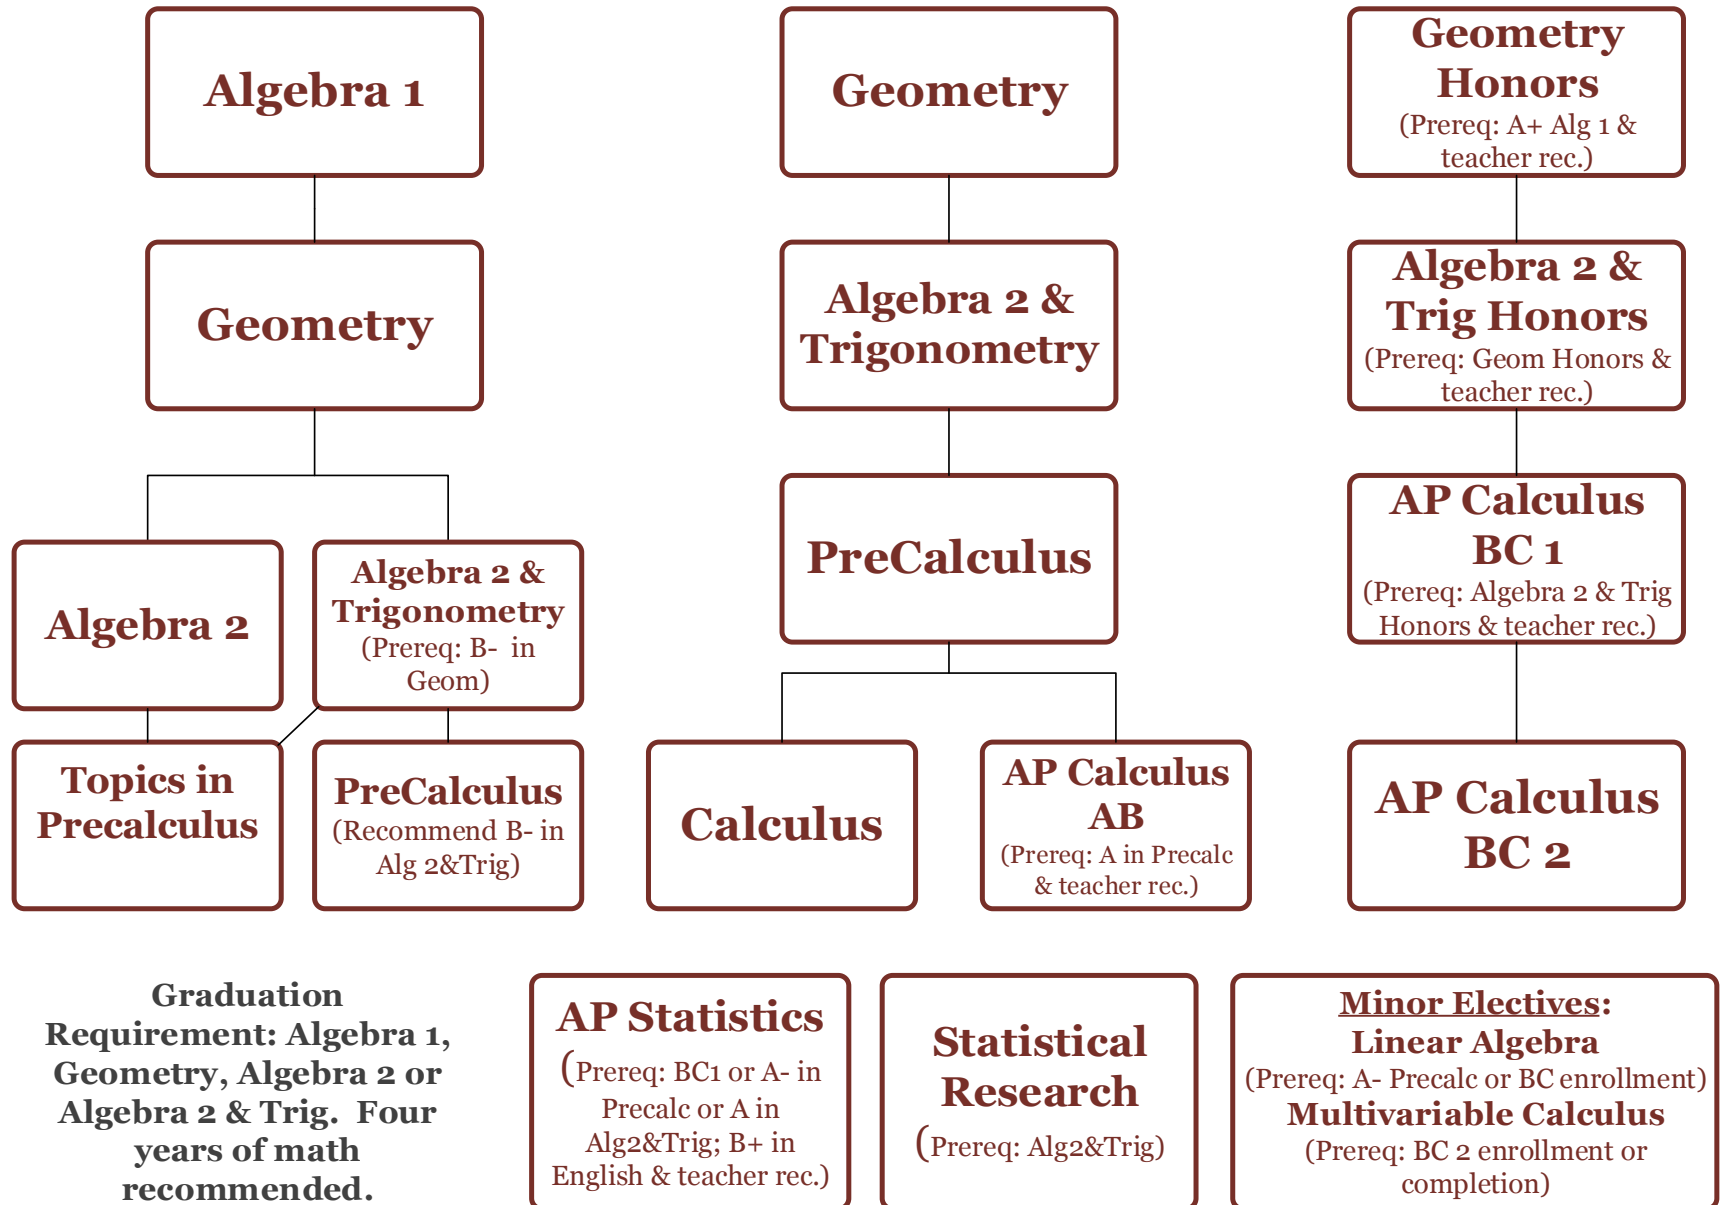 Algebra 1
Geometry
Algebra 2
Algebra 2 &
Trigonometry
(Prereq: B-  in
Geom)
Topics in
Precalculus
PreCalculus
(Recommend B- in
Alg 2&Trig)
Geometry
Algebra 2 &
Trigonometry
PreCalculus
Calculus
AP Calculus
AB
(Prereq: A in Precalc
& teacher rec.)
Geometry
Honors
(Prereq: A+ Alg 1 &
teacher rec.)
Algebra 2 &
Trig Honors
(Prereq: Geom Honors &
teacher rec.)
AP Calculus
BC 1
(Prereq: Algebra 2 & Trig
Honors & teacher rec.)
AP Calculus
BC 2
Graduation
Requirement: Algebra 1,
Geometry, Algebra 2 or
Algebra 2 & Trig.  Four
years of math
recommended.
AP Statistics
(Prereq: BC1 or A- in
Precalc or A in
Alg2&Trig; B+ in
English & teacher rec.)
Statistical
Research
(Prereq: Alg2&Trig)
Minor Electives:
Linear Algebra
(Prereq: A- Precalc or BC enrollment)
Multivariable Calculus
(Prereq: BC 2 enrollment or
completion)